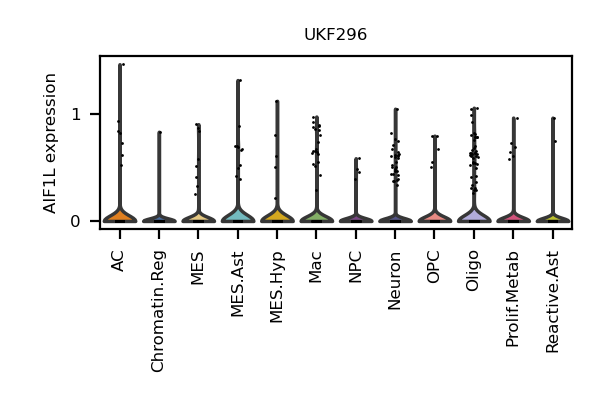 UKF296
AIF1L expression
1
0
AC
Chromatin.Reg
MES
MES.Ast
MES.Hyp
Mac
NPC
Neuron
OPC
Oligo
Prolif.Metab
Reactive.Ast